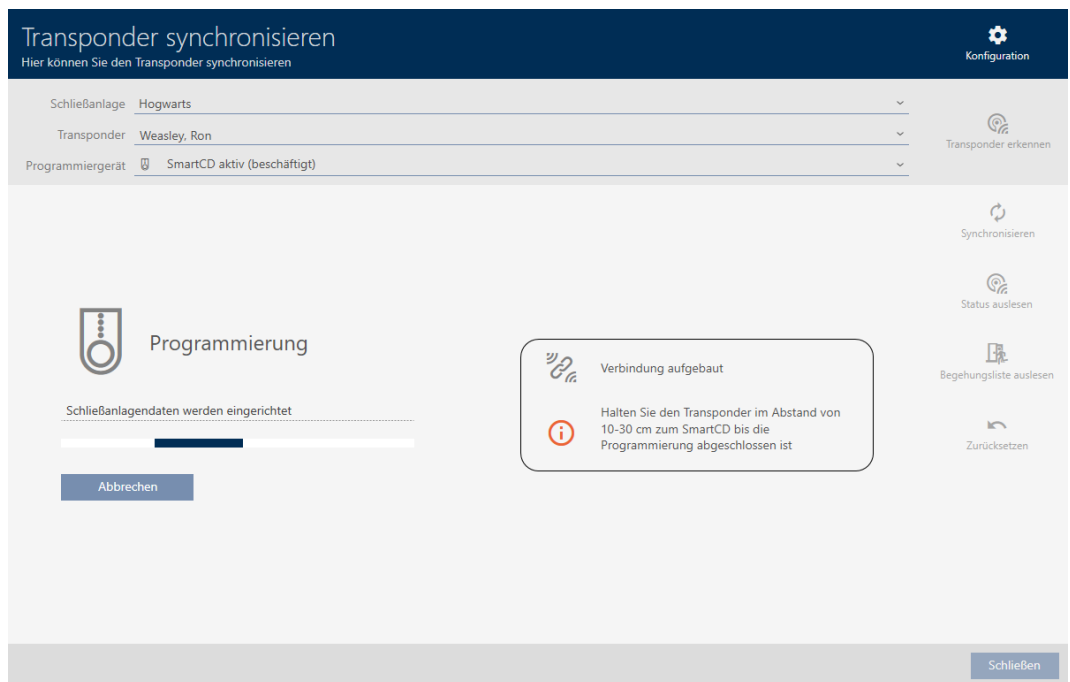 Transponder synchronisieren
Hier können Sie den Transponder synchronisieren
Konfiguration
Schließanlage Hogwarts
Transponder Weasley, Ron
Programmiergerät SmartCD aktiv (beschäftigt)
Transponder erkennen
Synchronisieren
Status auslesen
Begehungsliste auslesen
Zurücksetzen
Programmierung
Schließanlagendaten werden eingerichtet
Abbrechen
Verbindung aufgebaut
Halten Sie den Transponder im Abstand von
10-30 cm zum SmartCD bis die
Programmierung abgeschlossen ist
Schließen